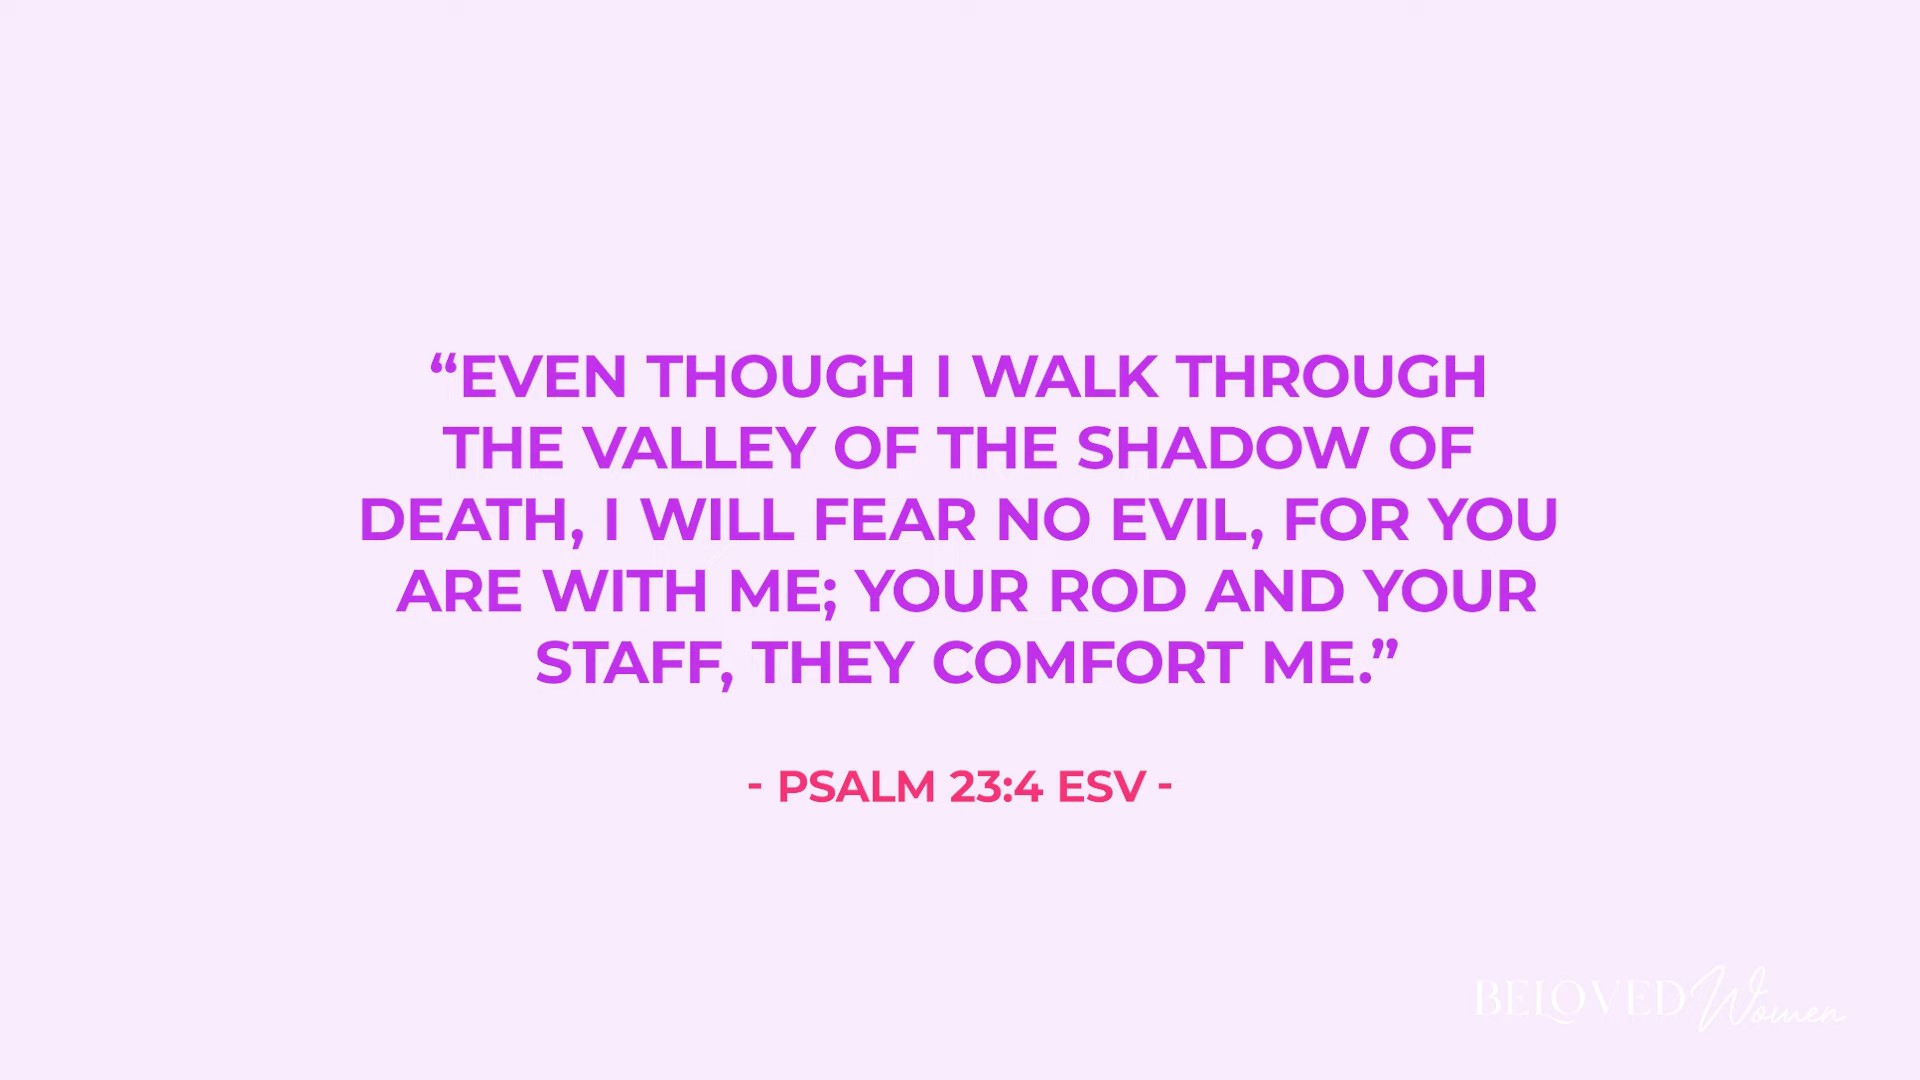 “EVEN THOUGH I WALK THROUGH
THE VALLEY OF THE SHADOW OF
DEATH, I WILL FEAR NO EVIL, FOR YOU
ARE WITH ME; YOUR ROD AND YOUR
STAFF, THEY COMFORT ME.”
- PSALM 23:4 ESV -
BELOVED Women